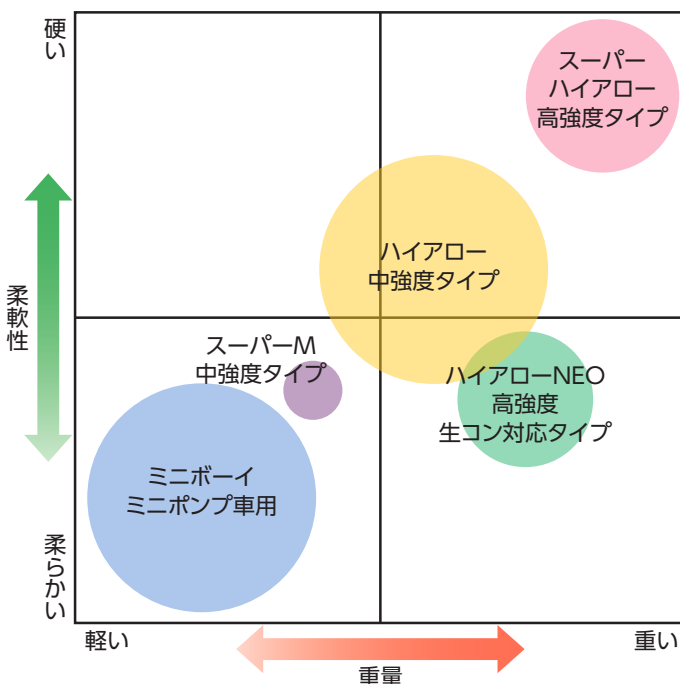 硬い
スーパー
ハイアロー
高強度タイプ
ハイアロー
中強度タイプ
柔軟性
スーパーM
中強度タイプ
ハイアローNEO
高強度
生コン対応タイプ
ミニボーイ
ミニポンプ車用
柔らかい
軽い
重い
重量